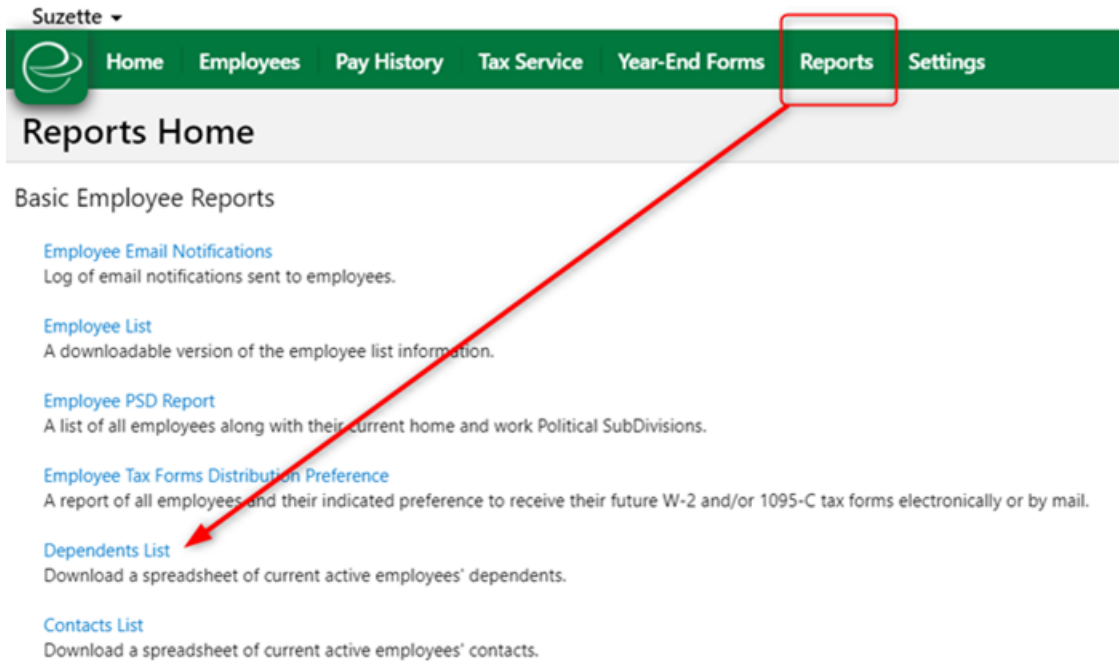 Suzette
Home Employees Pay History Tax Service Year-End Forms Reports Settings
Reports Home
Basic Employee Reports
Employee Email Notifications
Log of email notifications sent to employees.
Employee List
A downloadable version of the employee list information.
Employee PSD Report
A list of all employees along with their current home and work Political SubDivisions.
Employee Tax Forms Distribution Preference
A report of all employees and their indicated preference to receive their future W-2 and/or 1095-C tax forms electronically or by mail.
Dependents List
Download a spreadsheet of current active employees' dependents.
Contacts List
Download a spreadsheet of current active employees' contacts.